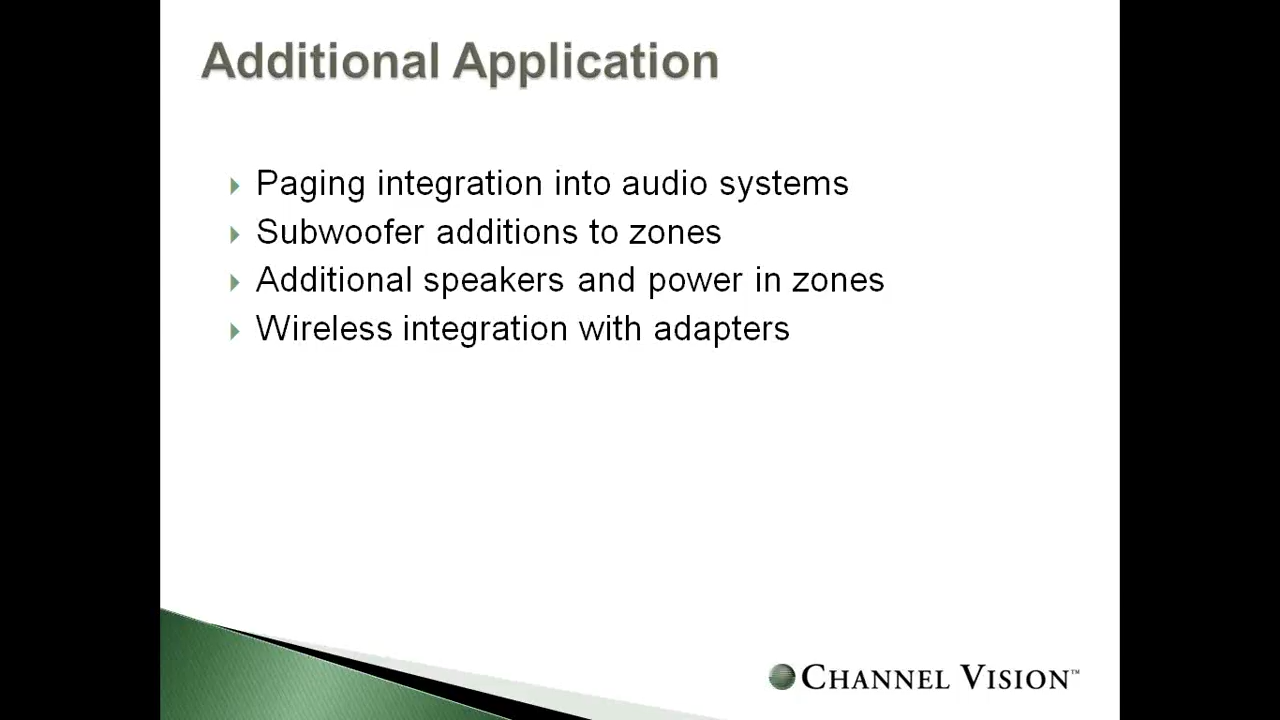 Additional Application
Paging integration into audio systems
Subwoofer additions to zones
Additional speakers and power in zones
Wireless integration with adapters
CHANNEL VISION™